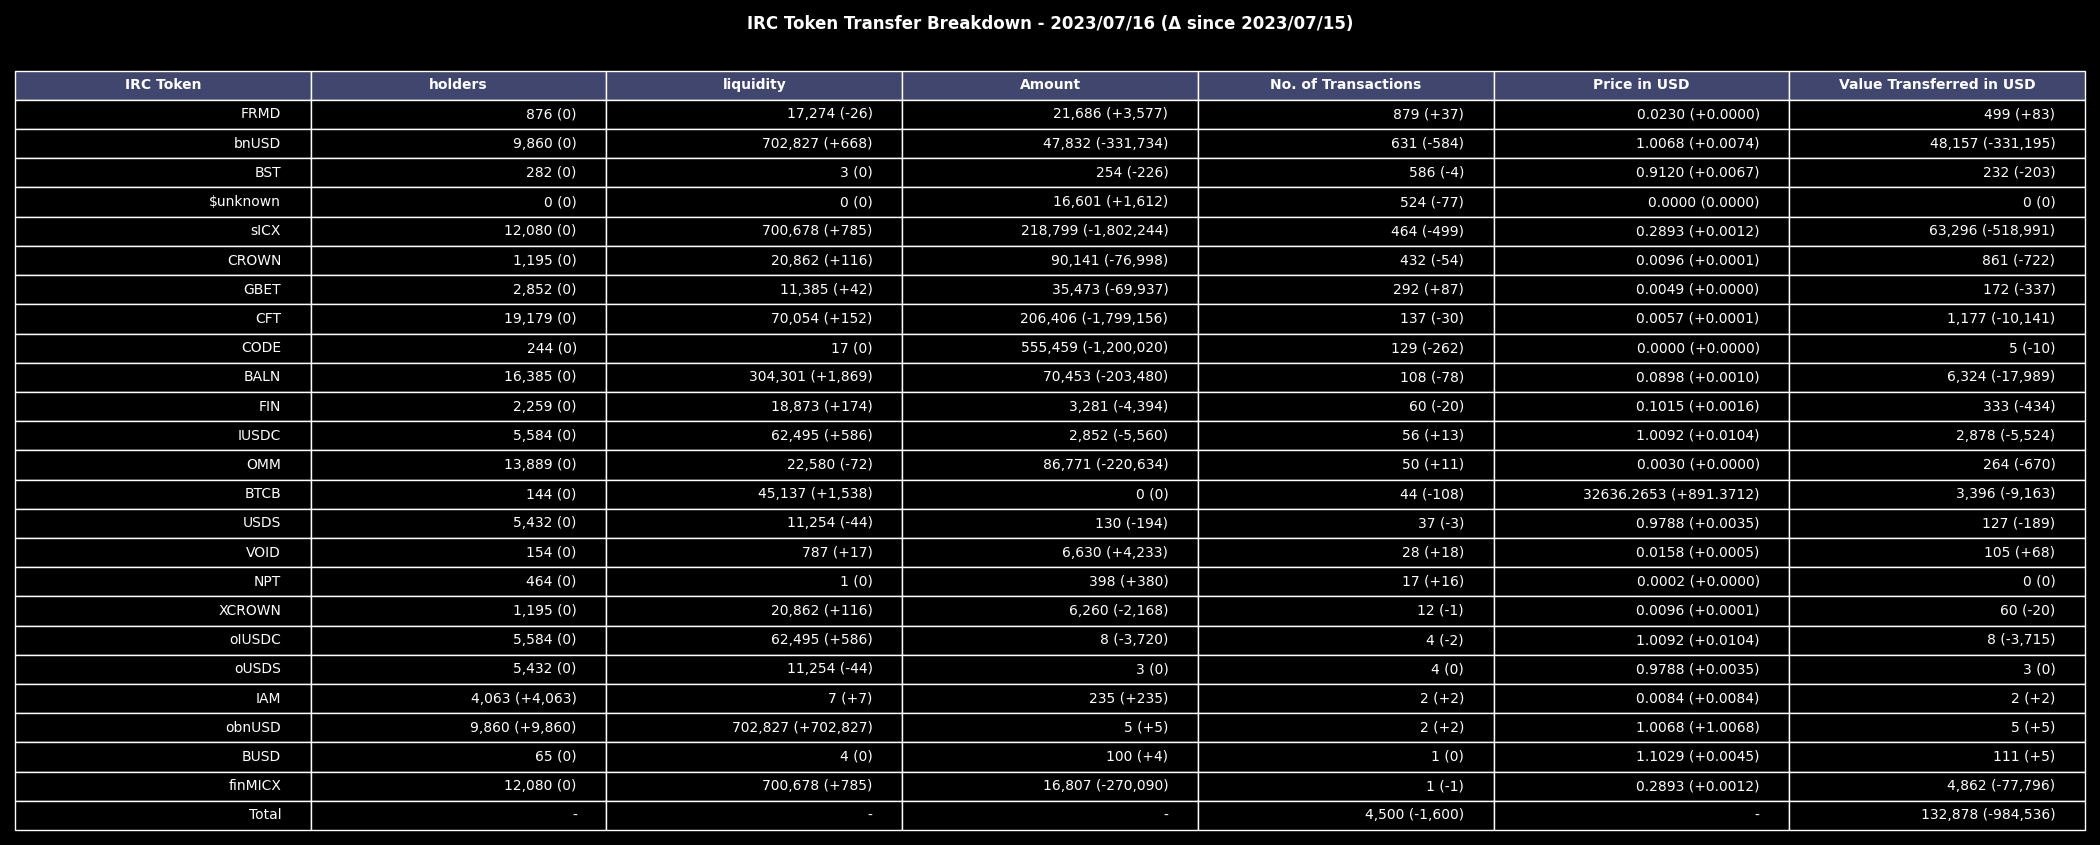 IRC Token Transfer Breakdown - 2023/07/16 (Δ since 2023/07/15)
IRC Token holders liquidity Amount No. of Transactions Price in USD Value Transferred in USD
FRMD 876 (0) 17,274 (-26) 21,686 (+3,577) 879 (+37) 0.0230 (+0.0000) 499 (+83)
bnUSD 9,860 (0) 702,827 (+668) 47,832 (-331,734) 631 (-584) 1.0068 (+0.0074) 48,157 (-331,195)
BST 282 (0) 3 (0) 254 (-226) 586 (-4) 0.9120 (+0.0067) 232 (-203)
$unknown 0 (0) 0 (0) 16,601 (+1,612) 524 (-77) 0.0000 (0.0000) 0 (0)
sICX 12,080 (0) 700,678 (+785) 218,799 (-1,802,244) 464 (-499) 0.2893 (+0.0012) 63,296 (-518,991)
CROWN 1,195 (0) 20,862 (+116) 90,141 (-76,998) 432 (-54) 0.0096 (+0.0001) 861 (-722)
GBET 2,852 (0) 11,385 (+42) 35,473 (-69,937) 292 (+87) 0.0049 (+0.0000) 172 (-337)
CFT 19,179 (0) 70,054 (+152) 206,406 (-1,799,156) 137 (-30) 0.0057 (+0.0001) 1,177 (-10,141)
CODE 244 (0) 17 (0) 555,459 (-1,200,020) 129 (-262) 0.0000 (+0.0000) 5 (-10)
BALN 16,385 (0) 304,301 (+1,869) 70,453 (-203,480) 108 (-78) 0.0898 (+0.0010) 6,324 (-17,989)
FIN 2,259 (0) 18,873 (+174) 3,281 (-4,394) 60 (-20) 0.1015 (+0.0016) 333 (-434)
IUSDC 5,584 (0) 62,495 (+586) 2,852 (-5,560) 56 (+13) 1.0092 (+0.0104) 2,878 (-5,524)
OMM 13,889 (0) 22,580 (-72) 86,771 (-220,634) 50 (+11) 0.0030 (+0.0000) 264 (-670)
BTCB 144 (0) 45,137 (+1,538) 0 (0) 44 (-108) 32636.2653 (+891.3712) 3,396 (-9,163)
USDS 5,432 (0) 11,254 (-44) 130 (-194) 37 (-3) 0.9788 (+0.0035) 127 (-189)
VOID 154 (0) 787 (+17) 6,630 (+4,233) 28 (+18) 0.0158 (+0.0005) 105 (+68)
NPT 464 (0) 1 (0) 398 (+380) 17 (+16) 0.0002 (+0.0000) 0 (0)
XCROWN 1,195 (0) 20,862 (+116) 6,260 (-2,168) 12 (-1) 0.0096 (+0.0001) 60 (-20)
oIUSDC 5,584 (0) 62,495 (+586) 8 (-3,720) 4 (-2) 1.0092 (+0.0104) 8 (-3,715)
oUSDS 5,432 (0) 11,254 (-44) 3 (0) 4 (0) 0.9788 (+0.0035) 3 (0)
IAM 4,063 (+4,063) 7 (+7) 235 (+235) 2 (+2) 0.0084 (+0.0084) 2 (+2)
obnUSD 9,860 (+9,860) 702,827 (+702,827) 5 (+5) 2 (+2) 1.0068 (+1.0068) 5 (+5)
BUSD 65 (0) 4 (0) 100 (+4) 1 (0) 1.1029 (+0.0045) 111 (+5)
finMICX 12,080 (0) 700,678 (+785) 16,807 (-270,090) 1 (-1) 0.2893 (+0.0012) 4,862 (-77,796)
Total - - - 4,500 (-1,600) - 132,878 (-984,536)